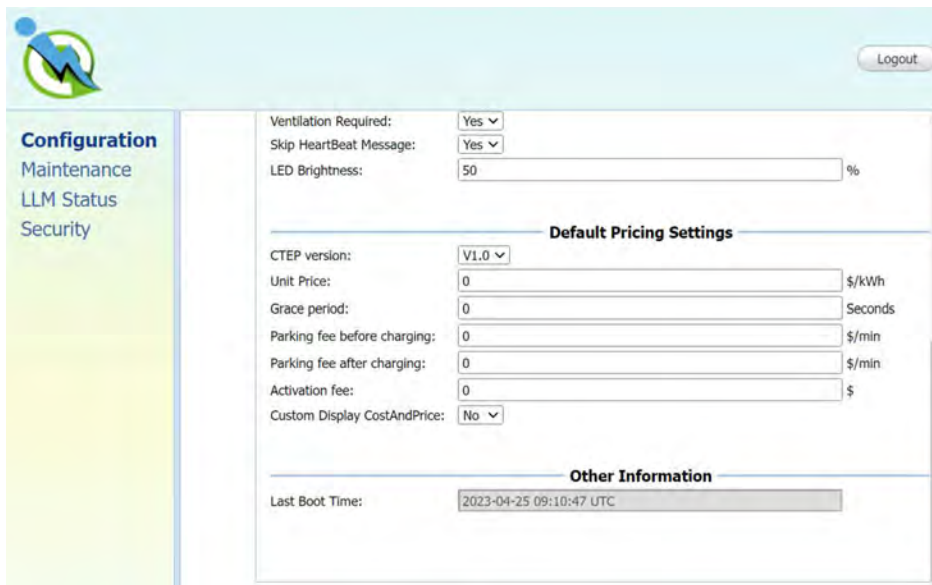 Logout
Configuration
Maintenance
LLM Status
Security
Ventilation Required: Yes
Skip HeartBeat Message: Yes
LED Brightness: 50 %
Default Pricing Settings
CTEP version: V1.0
Unit Price: 0 $/kWh
Grace period: 0 Seconds
Parking fee before charging: 0 $/min
Parking fee after charging: 0 $/min
Activation fee: 0 $
Custom Display CostAndPrice: No
Other Information
Last Boot Time: 2023-04-25 09:10:47 UTC